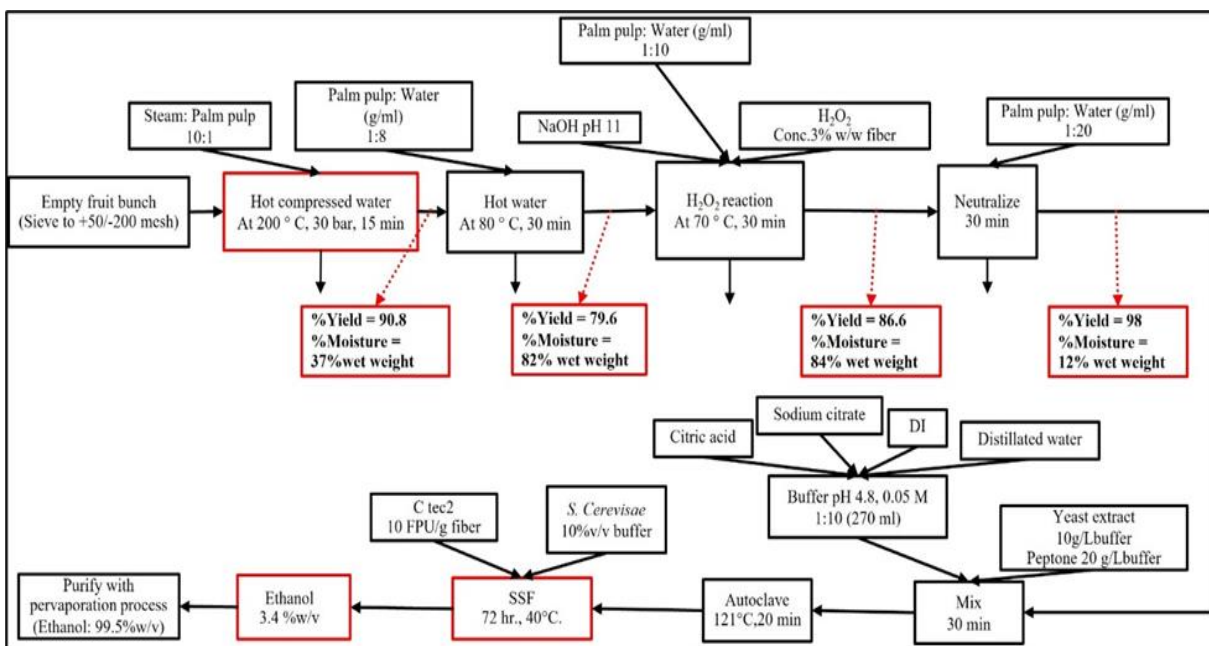 Palm pulp: Water (g/ml)
1:10
Steam: Palm pulp
10:1
Palm pulp: Water
(g/ml)
1:8
NaOH pH 11
H₂O₂
Conc.3% w/w fiber
Palm pulp: Water (g/ml)
1:20
Empty fruit bunch
(Sieve to +50/-200 mesh)
Hot compressed water
At 200 ° C, 30 bar, 15 min
Hot water
At 80 ° C, 30 min
H₂O₂ reaction
At 70 ° C, 30 min
Neutralize
30 min
%Yield = 90.8
%Moisture =
37%wet weight
%Yield = 79.6
%Moisture =
82% wet weight
%Yield = 86.6
%Moisture =
84% wet weight
%Yield = 98
%Moisture =
12% wet weight
Citric acid
Sodium citrate
DI
Distillated water
Buffer pH 4.8, 0.05 M
1:10 (270 ml)
C tec2
10 FPU/g fiber
S. Cerevisae
10%v/v buffer
Yeast extract
10g/Lbuffer
Peptone 20 g/Lbuffer
Purify with
pervaporation process
(Ethanol: 99.5%w/v)
Ethanol
3.4 %w/v
SSF
72 hr., 40°C.
Autoclave
121°C,20 min
Mix
30 min